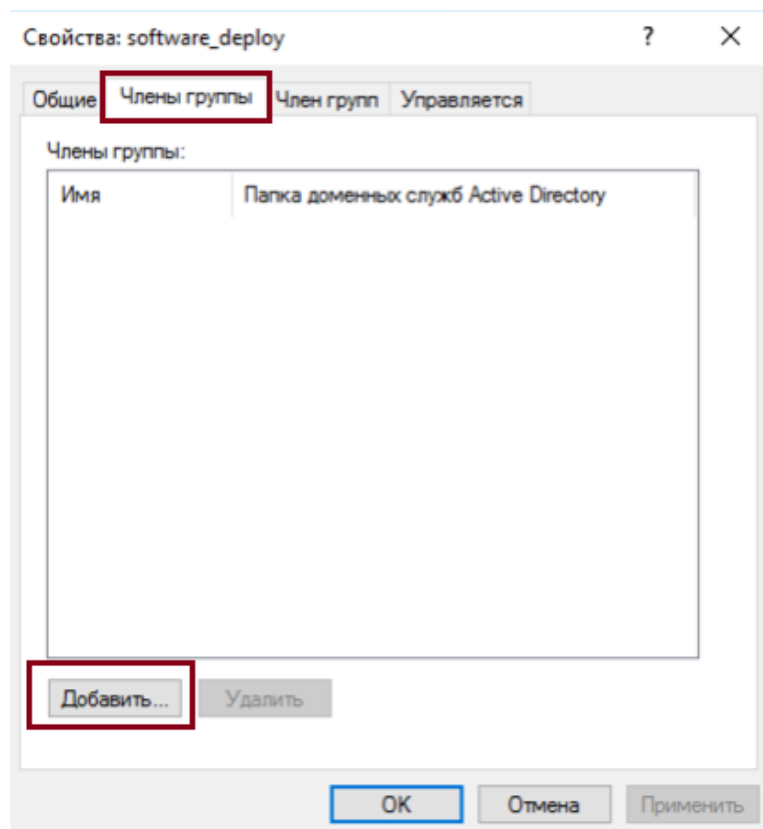 Свойства: software_deploy ? ✕
Общие Члены группы Член групп Управляется
Члены группы:
Имя Папка доменных служб Active Directory
Добавить... Удалить
OK Отмена Применить